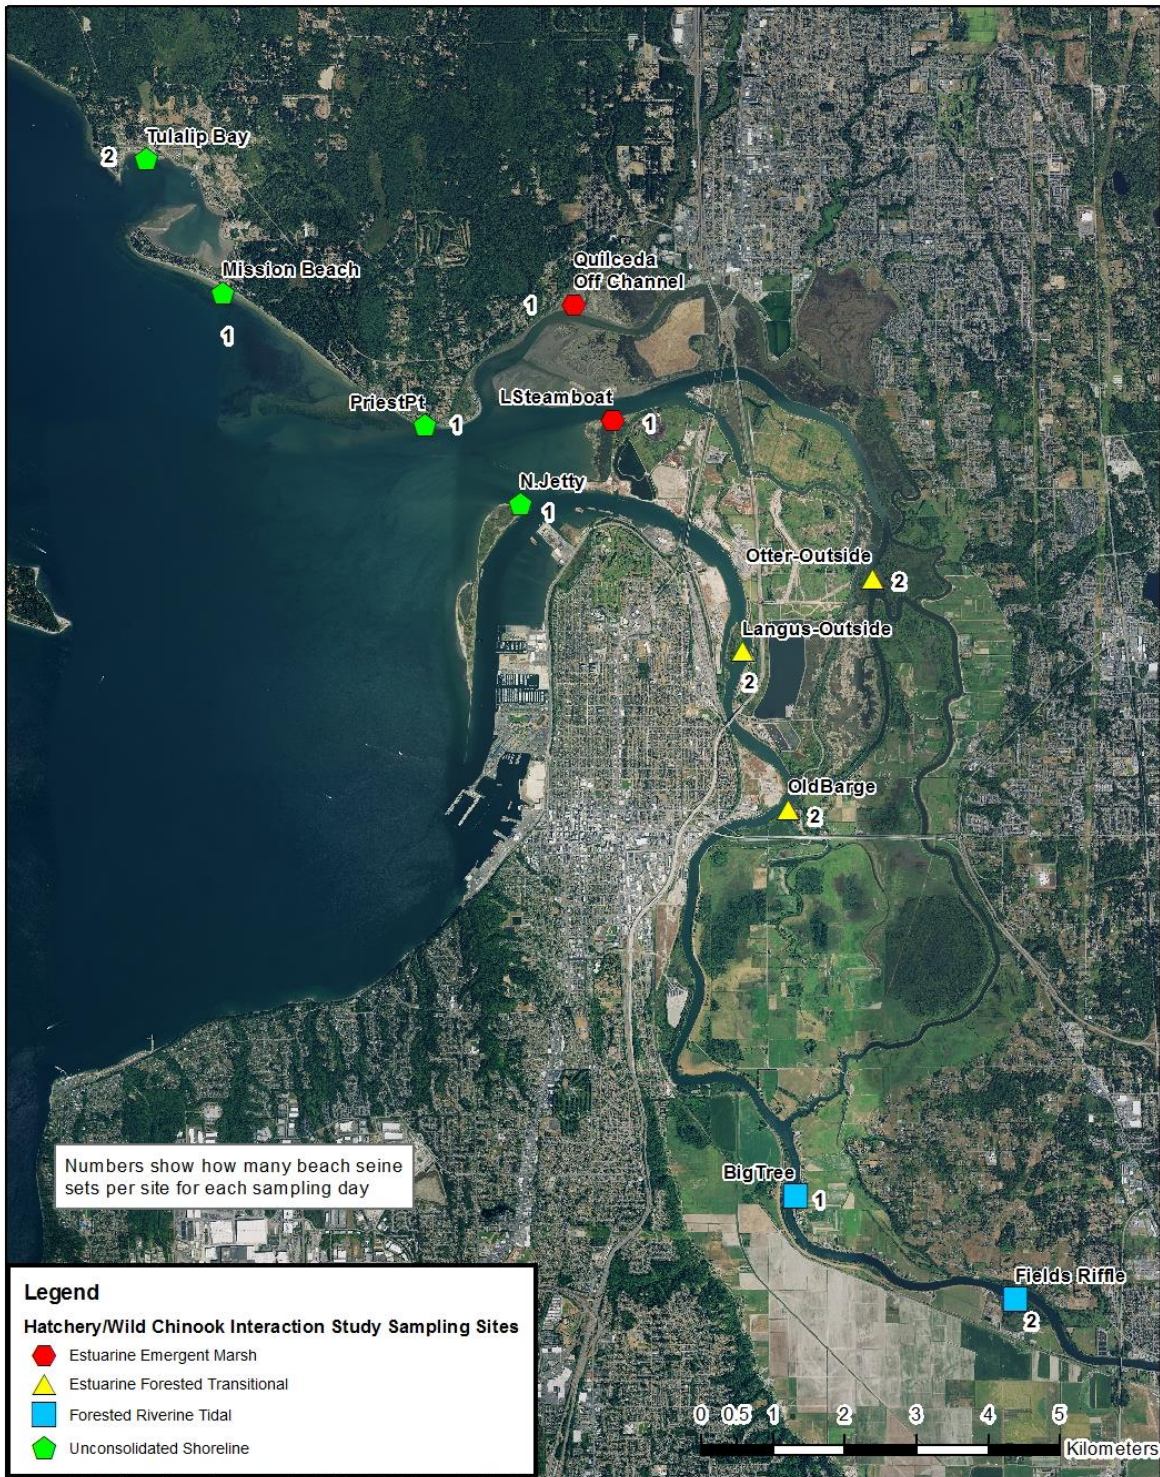 Tulalip Bay
2
Mission Beach
1
Quilceda
Off Channel
1
PriestPt
1
LSteamboat
1
N.Jetty
1
Otter-Outside
2
Langus-Outside
2
OldBarge
2
BigTree
1
Fields Riffle
2
Numbers show how many beach seine
sets per site for each sampling day
Legend
Hatchery/Wild Chinook Interaction Study Sampling Sites
Estuarine Emergent Marsh
Estuarine Forested Transitional
Forested Riverine Tidal
Unconsolidated Shoreline
0 0.5 1 2 3 4 5
Kilometers